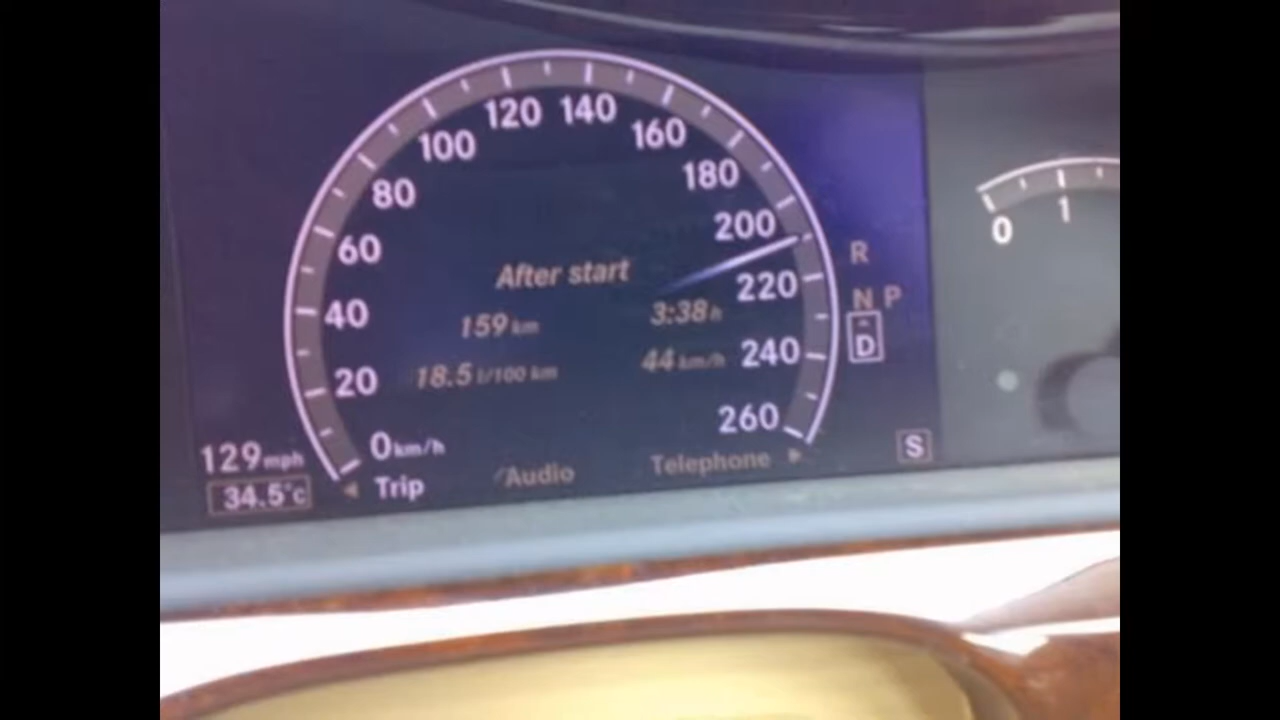 120 140
100 160
80 180
60 200
After start
R
40 159 km 3:38 h 220
N P
20 18.5 l/100 km 44 km/h 240
D
0 km/h 260
129 mph Audio Telephone S
34.5°C Trip
0 1